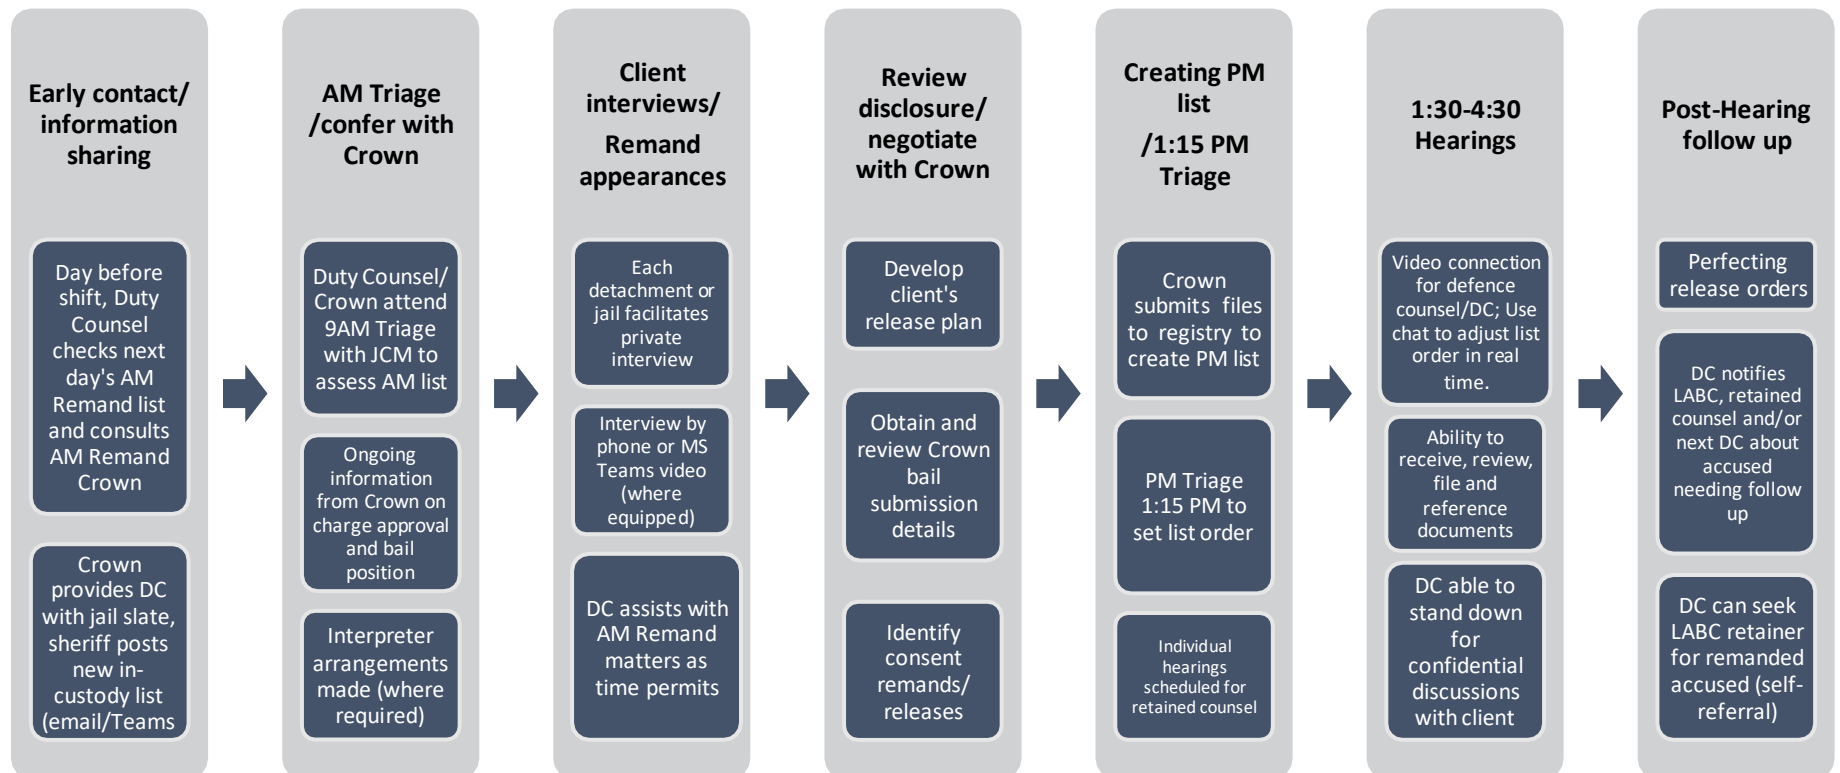 Early contact/
information
sharing
Day before
shift, Duty
Counsel
checks next
day's AM
Remand list
and consults
AM Remand
Crown
Crown
provides DC
with jail slate,
sheriff posts
new in-
custody list
(email/Teams
AM Triage
/confer with
Crown
Duty Counsel/
Crown attend
9AM Triage
with JCM to
assess AM list
Ongoing
information
from Crown on
charge approval
and bail
position
Interpreter
arrangements
made (where
required)
Client
interviews/
Remand
appearances
Each
detachment or
jail facilitates
private
interview
Interview by
phone or MS
Teams video
(where
equipped)
DC assists with
AM Remand
matters as
time permits
Review
disclosure/
negotiate
with Crown
Develop
client's
release plan
Obtain and
review Crown
bail
submission
details
Identify
consent
remands/
releases
Creating PM
list
/1:15 PM
Triage
Crown
submits files
to registry to
create PM list
PM Triage
1:15 PM to
set list order
Individual
hearings
scheduled for
retained counsel
1:30-4:30
Hearings
Video connection
for defence
counsel/DC; Use
chat to adjust list
order in real
time.
Ability to
receive, review,
file and
reference
documents
DC able to
stand down
for
confidential
discussions
with client
Post-Hearing
follow up
Perfecting
release orders
DC notifies
LABC, retained
counsel and/or
next DC about
accused
needing follow
up
DC can seek
LABC retainer
for remanded
accused (self-
referral)